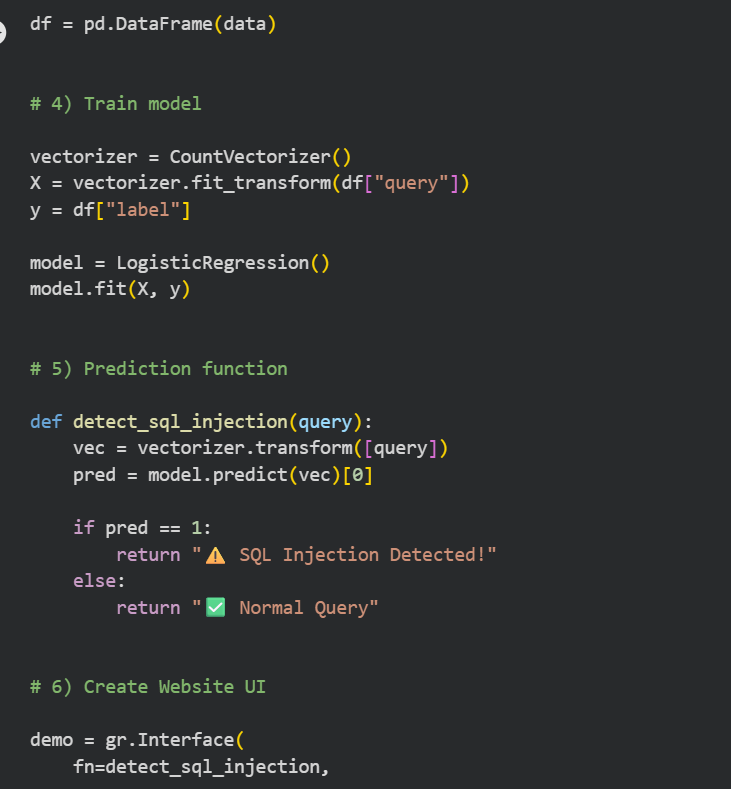 df = pd.DataFrame(data)
# 4) Train model
vectorizer = CountVectorizer()
X = vectorizer.fit_transform(df["query"])
y = df["label"]
model = LogisticRegression()
model.fit(X, y)
# 5) Prediction function
def detect_sql_injection(query):
    vec = vectorizer.transform([query])
    pred = model.predict(vec)[0]
    if pred == 1:
        return "⚠️ SQL Injection Detected!"
    else:
        return "✅ Normal Query"
# 6) Create Website UI
demo = gr.Interface(
    fn=detect_sql_injection,